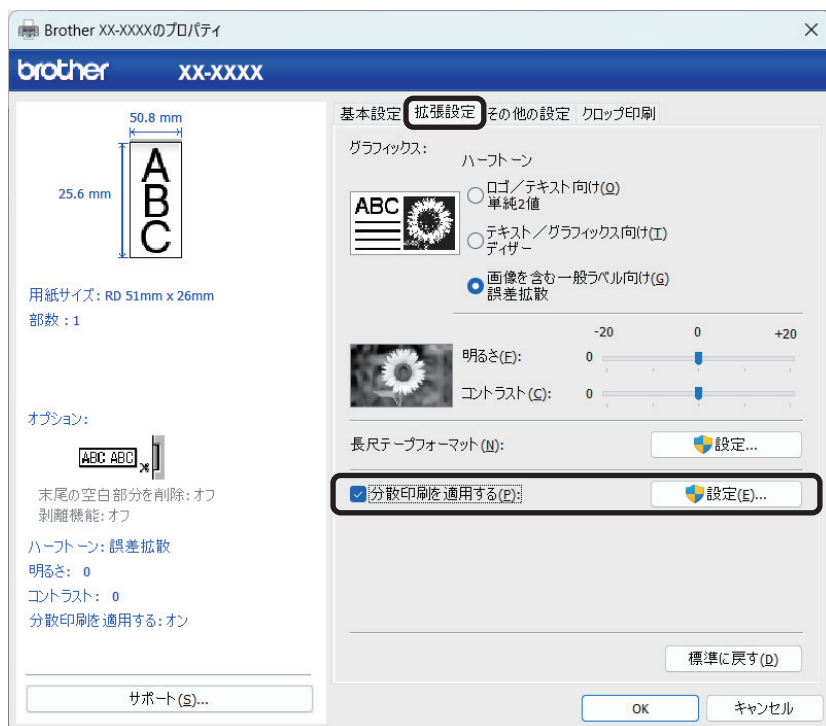 Brother XX-XXXXのプロパティ
brother XX-XXXX
50.8 mm
25.6 mm
A
B
C
用紙サイズ: RD 51mm x 26mm
部数 : 1
オプション:
ABC ABC
末尾の空白部分を削除: オフ
剥離機能: オフ
ハーフトーン: 誤差拡散
明るさ: 0
コントラスト: 0
分散印刷を適用する: オン
サポート(S)...
基本設定 拡張設定 その他の設定 クロップ印刷
グラフィックス:
ハーフトーン
ABC
ロゴ/テキスト向け(O)
単純2値
テキスト/グラフィックス向け(T)
ディザー
画像を含む一般ラベル向け(G)
誤差拡散
-20 0 +20
明るさ(F): 0
コントラスト(C): 0
長尺テープフォーマット(N): 設定...
分散印刷を適用する(P): 設定(E)...
標準に戻す(D)
OK キャンセル